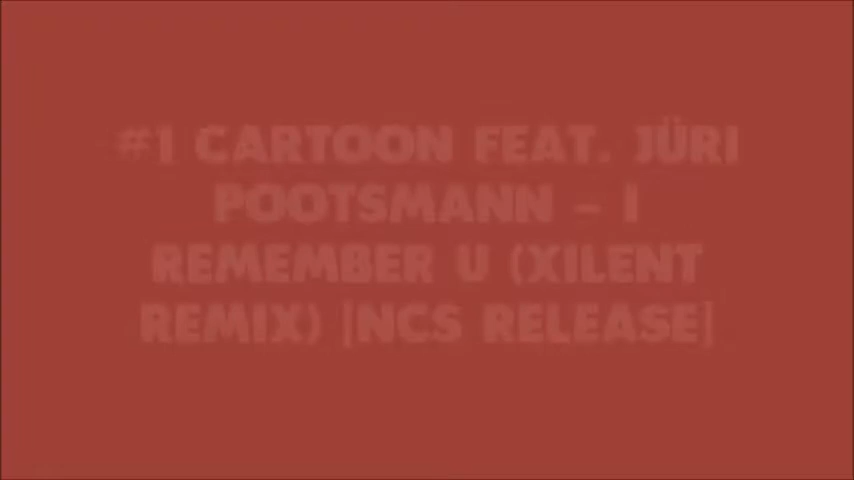 #1 CARTOON FEAT. JÜRI
POOTSMANN – I
REMEMBER U (XILENT
REMIX) [NCS RELEASE]